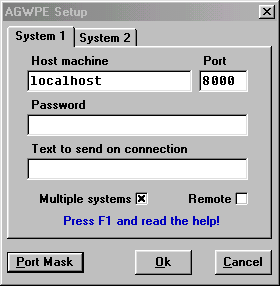 AGWPE Setup
System 1 System 2
Host machine Port
localhost 8000
Password
Text to send on connection
Multiple systems Remote
Press F1 and read the help!
Port Mask Ok Cancel